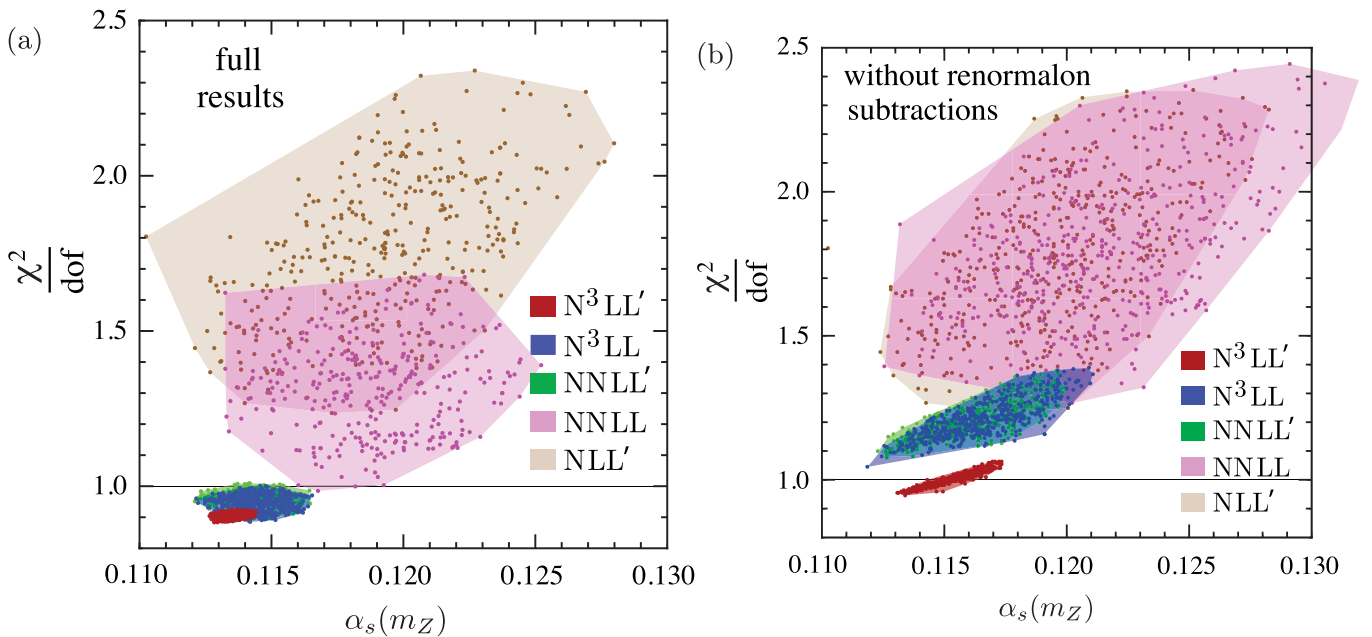 (a)
full
results
2.5
2.0
1.5
1.0
χ²
dof
N³LL′
N³LL
NNLL′
NNLL
NLL′
0.110
0.115
0.120
0.125
0.130
αs(mZ)
(b)
without renormalon
subtractions
2.5
2.0
1.5
1.0
χ²
dof
N³LL′
N³LL
NNLL′
NNLL
NLL′
0.110
0.115
0.120
0.125
0.130
αs(mZ)